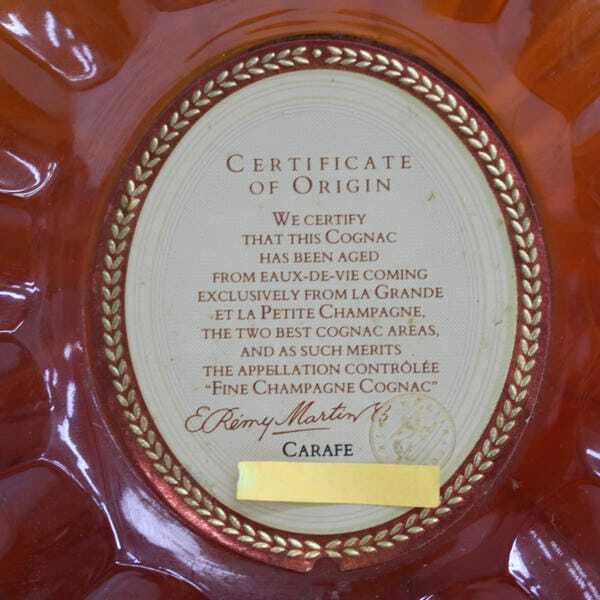 CERTIFICATE
OF ORIGIN
WE CERTIFY
THAT THIS COGNAC
HAS BEEN AGED
FROM EAUX-DE-VIE COMING
EXCLUSIVELY FROM LA GRANDE
ET LA PETITE CHAMPAGNE,
THE TWO BEST COGNAC AREAS,
AND AS SUCH MERITS
THE APPELLATION CONTRÔLÉE
"FINE CHAMPAGNE COGNAC"
E. Rémy Martin
CARAFE